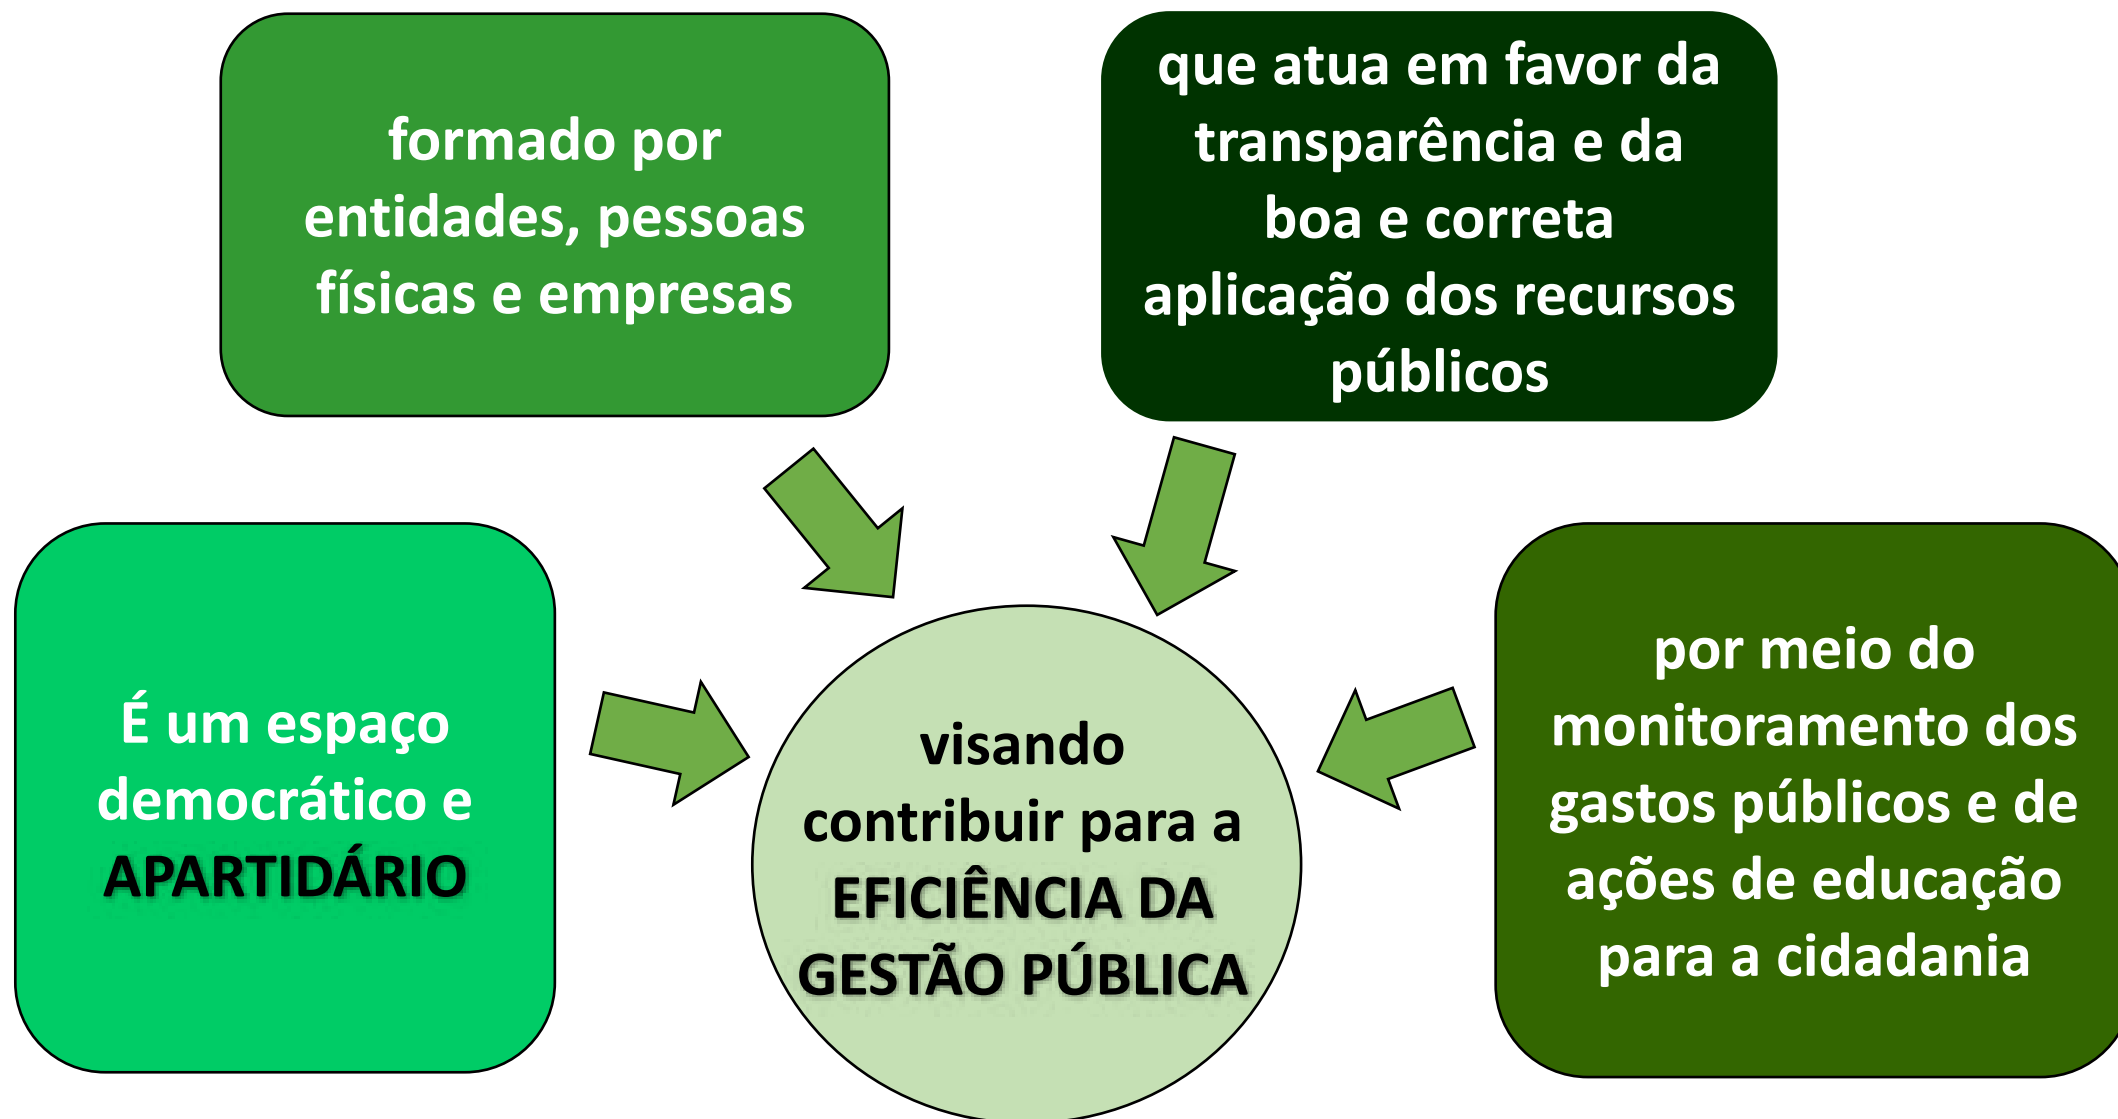 É um espaço
democrático e
APARTIDÁRIO
formado por
entidades, pessoas
físicas e empresas
que atua em favor da
transparência e da
boa e correta
aplicação dos recursos
públicos
por meio do
monitoramento dos
gastos públicos e de
ações de educação
para a cidadania
visando
contribuir para a
EFICIÊNCIA DA
GESTÃO PÚBLICA